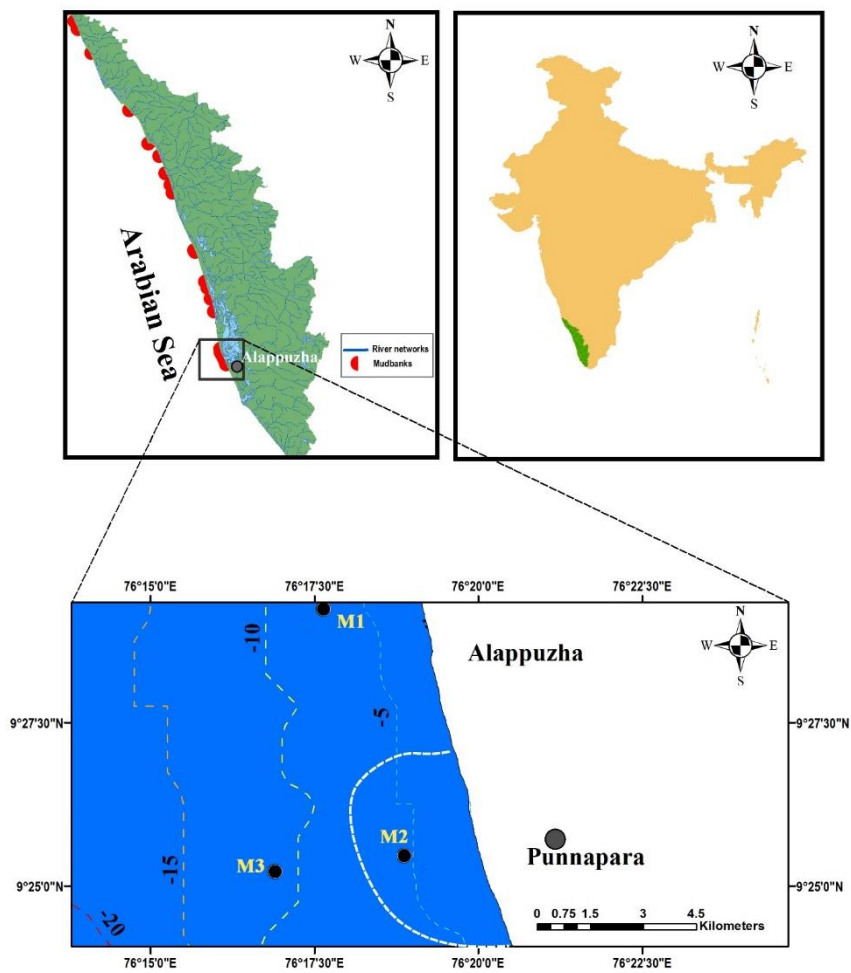 N
W E
S
N
W E
S
Arabian Sea
Alappuzha
River networks
Mudbanks
76°15'0"E 76°17'30"E 76°20'0"E 76°22'30"E
M1
-10
N
W E
S
Alappuzha
-5
9°27'30"N 9°27'30"N
M2
Punnapara
M3
-15
9°25'0"N 9°25'0"N
-20
0 0.75 1.5 3 4.5
Kilometers
76°15'0"E 76°17'30"E 76°20'0"E 76°22'30"E